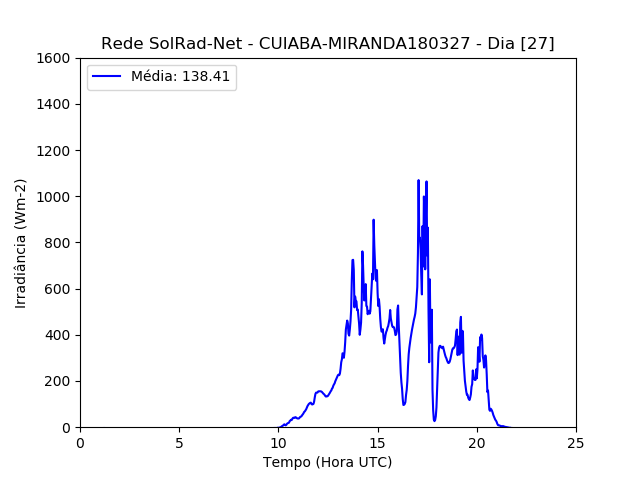 Rede SolRad-Net - CUIABA-MIRANDA180327 - Dia [27]
Média: 138.41
Irradiância (Wm-2)
1600
1400
1200
1000
800
600
400
200
0
0 5 10 15 20 25
Tempo (Hora UTC)